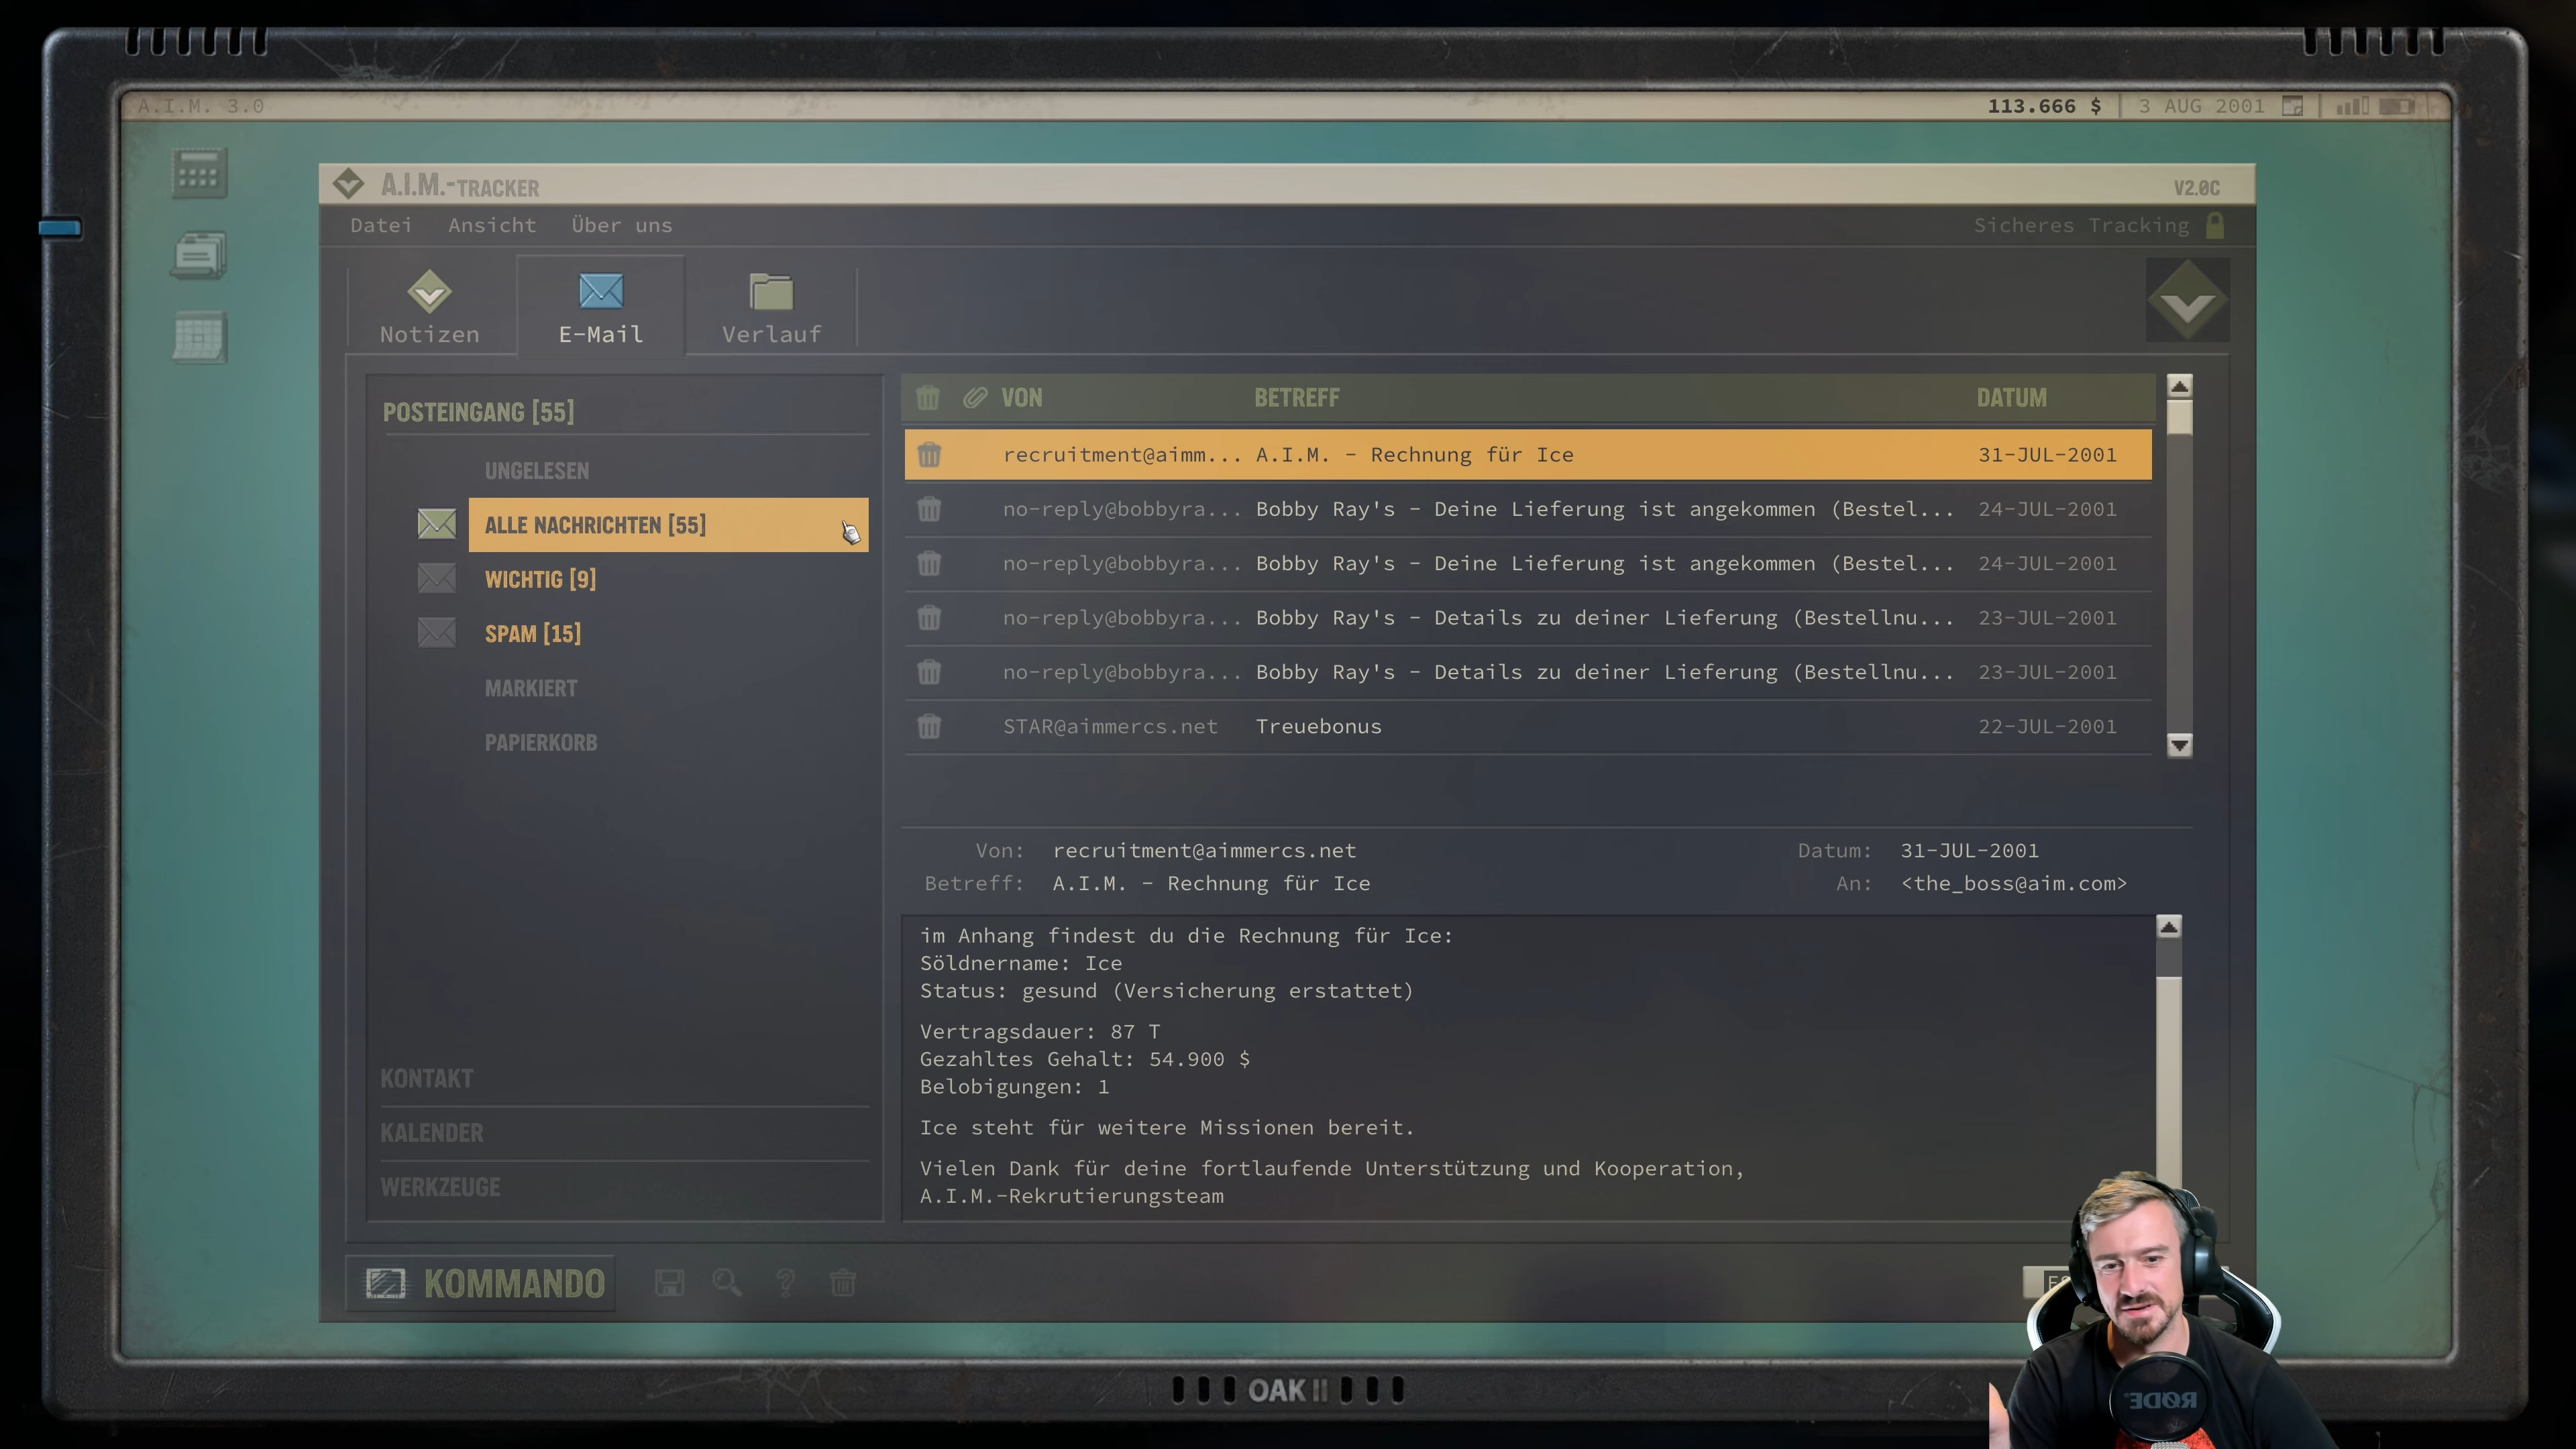 A.I.M. 3.0
113.666 $ | 3 AUG 2001
A.I.M.-TRACKER
V2.0C
Datei Ansicht Über uns
Sicheres Tracking
Notizen
E-Mail
Verlauf
POSTEINGANG [55]
UNGELESEN
ALLE NACHRICHTEN [55]
WICHTIG [9]
SPAM [15]
MARKIERT
PAPIERKORB
KONTAKT
KALENDER
WERKZEUGE
VON BETREFF DATUM
recruitment@aimm... A.I.M. - Rechnung für Ice 31-JUL-2001
no-reply@bobbyra... Bobby Ray's - Deine Lieferung ist angekommen (Bestel... 24-JUL-2001
no-reply@bobbyra... Bobby Ray's - Deine Lieferung ist angekommen (Bestel... 24-JUL-2001
no-reply@bobbyra... Bobby Ray's - Details zu deiner Lieferung (Bestellnu... 23-JUL-2001
no-reply@bobbyra... Bobby Ray's - Details zu deiner Lieferung (Bestellnu... 23-JUL-2001
STAR@aimmercs.net Treuebonus 22-JUL-2001
Von: recruitment@aimmercs.net Datum: 31-JUL-2001
Betreff: A.I.M. - Rechnung für Ice An: <the_boss@aim.com>
im Anhang findest du die Rechnung für Ice:
Söldnername: Ice
Status: gesund (Versicherung erstattet)
Vertragsdauer: 87 T
Gezahltes Gehalt: 54.900 $
Belobigungen: 1
Ice steht für weitere Missionen bereit.
Vielen Dank für deine fortlaufende Unterstützung und Kooperation,
A.I.M.-Rekrutierungsteam
KOMMANDO
OAK II
RØDE